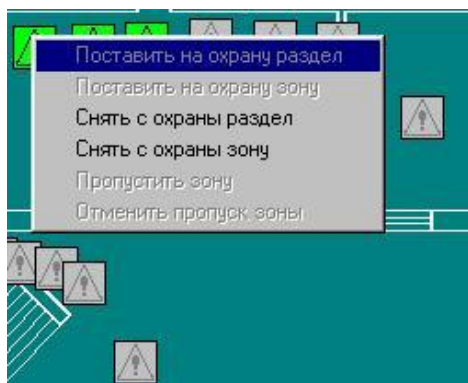 Поставить на охрану раздел
Поставить на охрану зону
Снять с охраны раздел
Снять с охраны зону
Пропустить зону
Отменить пропуск зоны